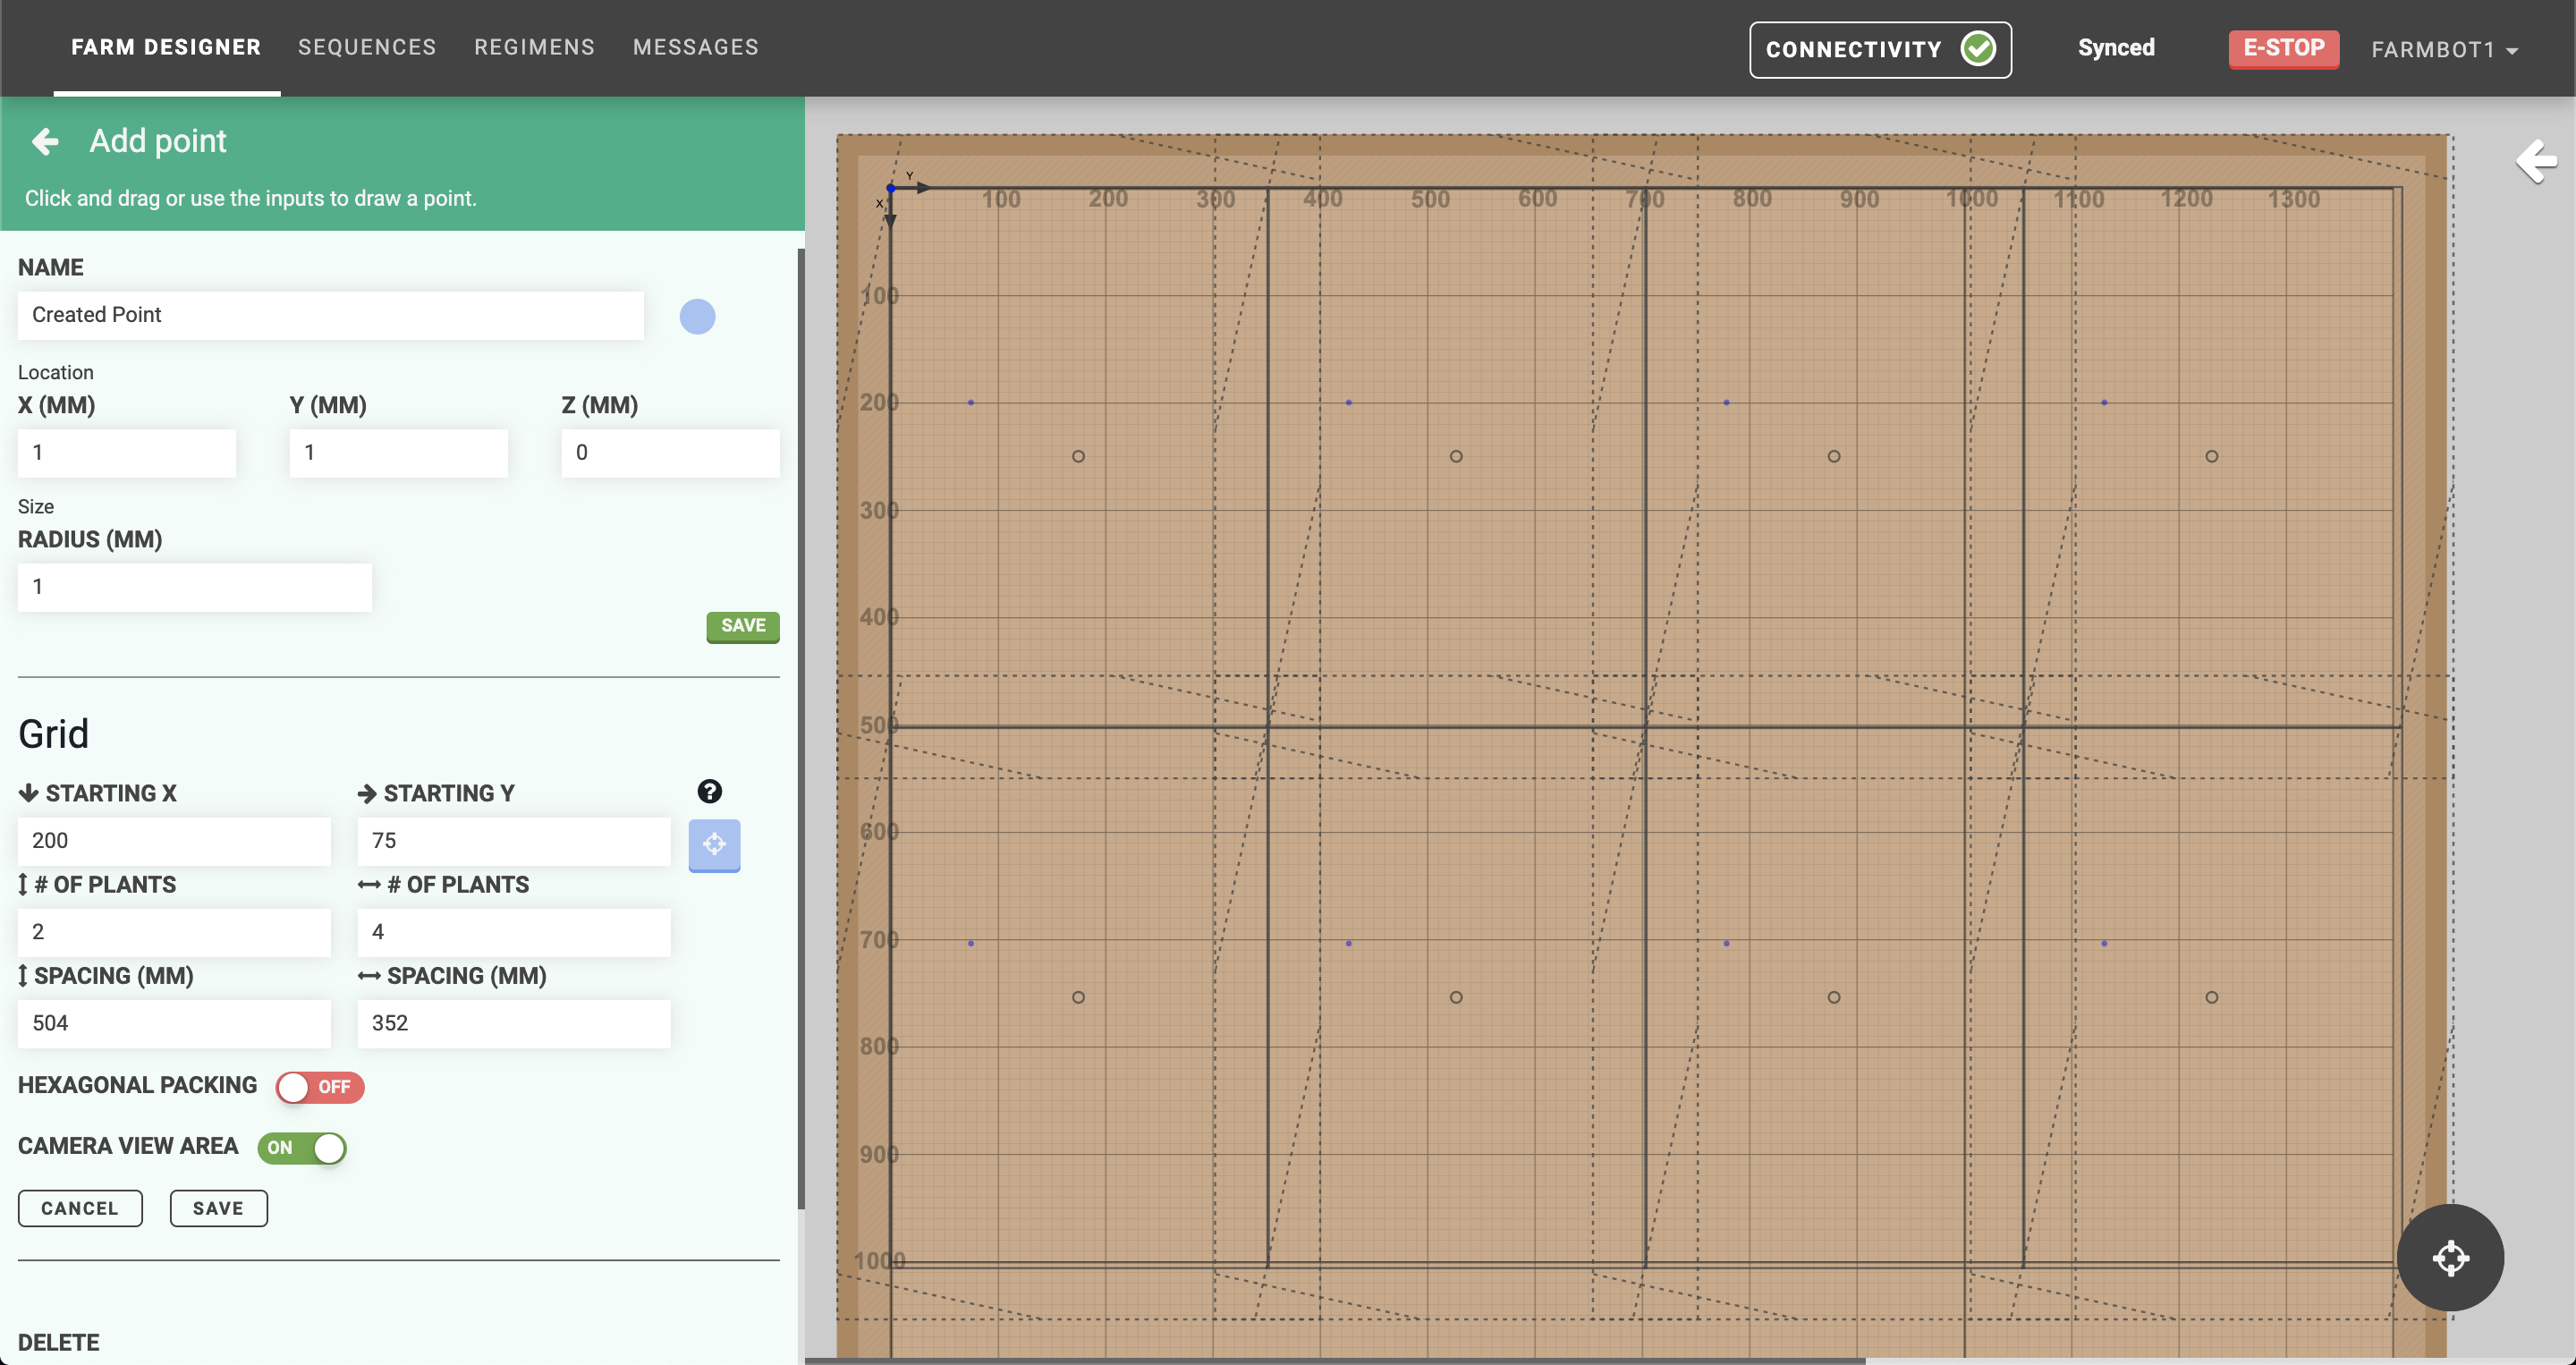 FARM DESIGNER SEQUENCES REGIMENS MESSAGES CONNECTIVITY Synced E-STOP FARMBOT1
Add point
Click and drag or use the inputs to draw a point.
NAME
Created Point
Location
X (MM) Y (MM) Z (MM)
1 1 0
Size
RADIUS (MM)
1
SAVE
Grid
STARTING X STARTING Y ?
200 75
# OF PLANTS # OF PLANTS
2 4
SPACING (MM) SPACING (MM)
504 352
HEXAGONAL PACKING OFF
CAMERA VIEW AREA ON
CANCEL SAVE
DELETE
Y
X
100 200 300 400 500 600 700 800 900 1000 1100 1200 1300
100
200
300
400
500
600
700
800
900
1000